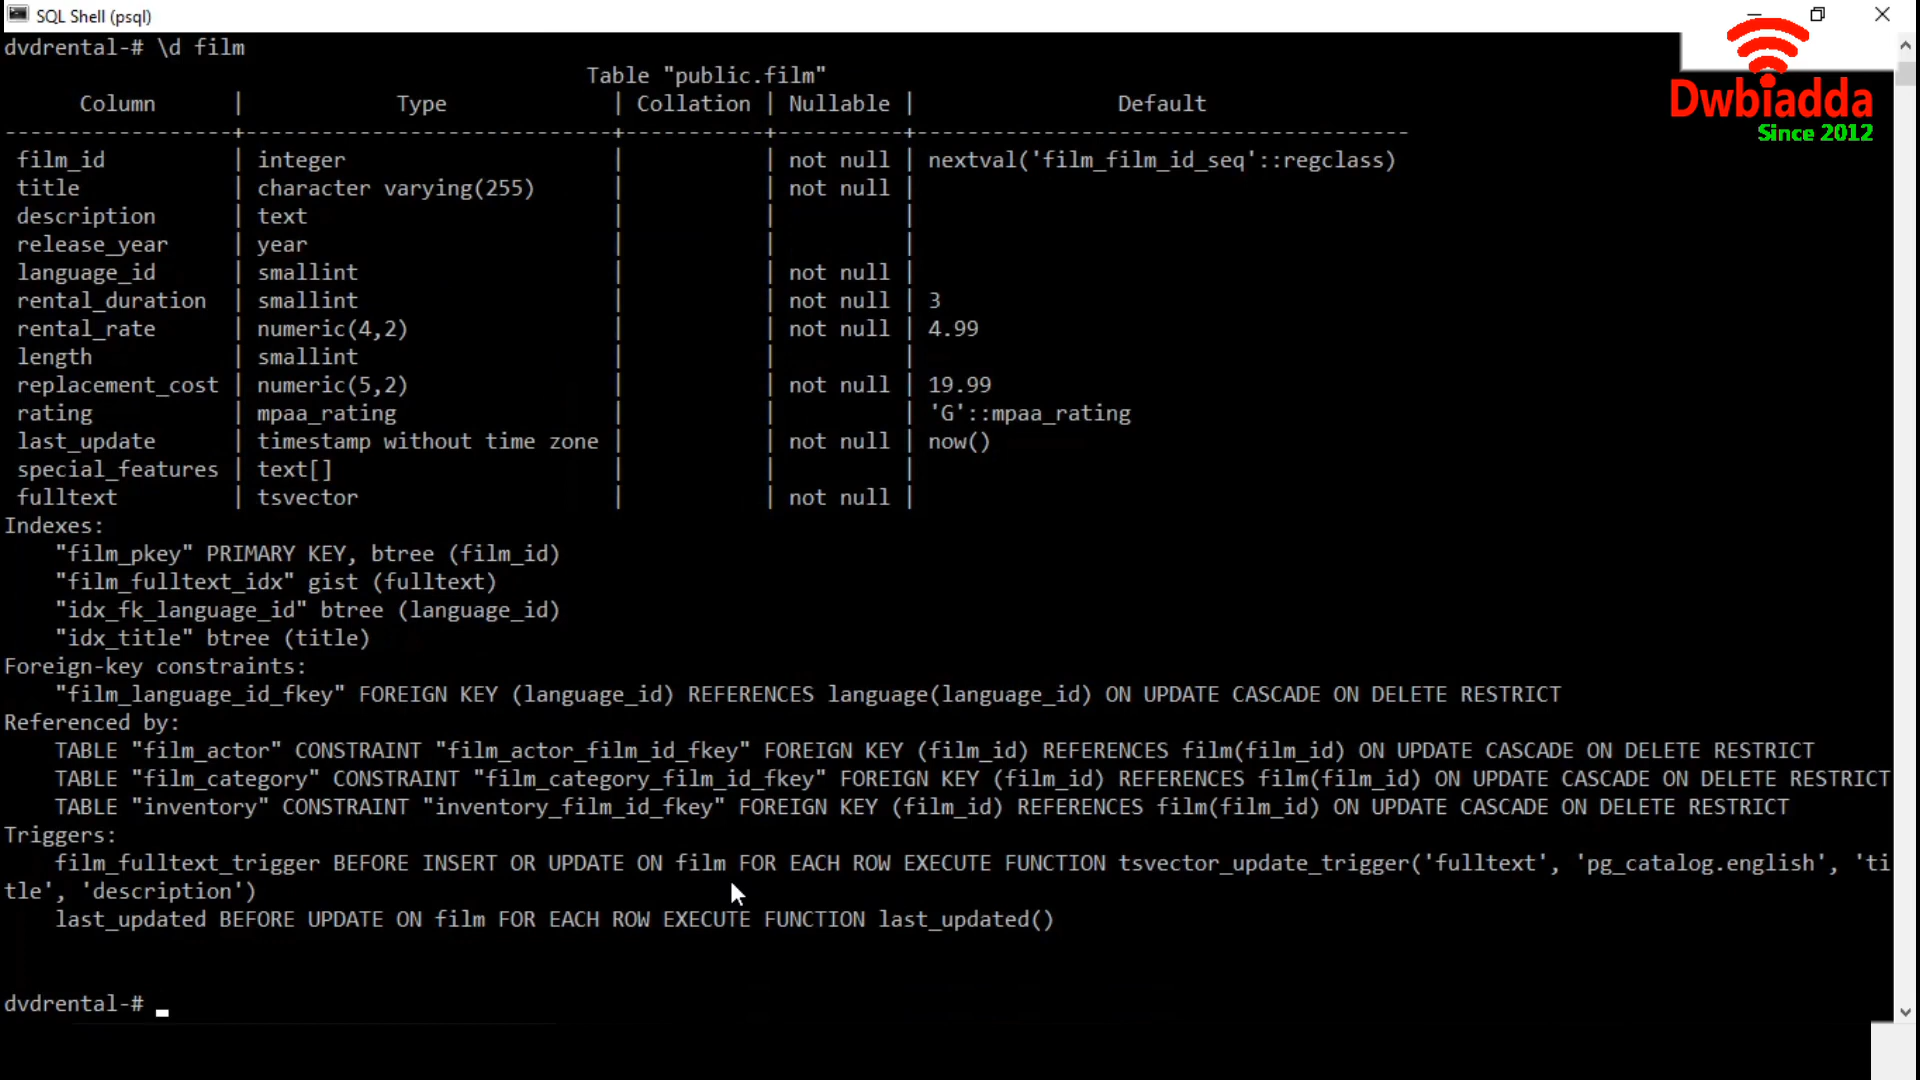 SQL Shell (psql)
Dwbiadda
Since 2012
dvdrental-# \d film
                                              Table "public.film"
      Column      |            Type             | Collation | Nullable |                Default
------------------+-----------------------------+-----------+----------+---------------------------------------
 film_id          | integer                     |           | not null | nextval('film_film_id_seq'::regclass)
 title            | character varying(255)      |           | not null |
 description      | text                        |           |          |
 release_year     | year                        |           |          |
 language_id      | smallint                    |           | not null |
 rental_duration  | smallint                    |           | not null | 3
 rental_rate      | numeric(4,2)                |           | not null | 4.99
 length           | smallint                    |           |          |
 replacement_cost | numeric(5,2)                |           | not null | 19.99
 rating           | mpaa_rating                 |           |          | 'G'::mpaa_rating
 last_update      | timestamp without time zone |           | not null | now()
 special_features | text[]                      |           |          |
 fulltext         | tsvector                    |           | not null |
Indexes:
    "film_pkey" PRIMARY KEY, btree (film_id)
    "film_fulltext_idx" gist (fulltext)
    "idx_fk_language_id" btree (language_id)
    "idx_title" btree (title)
Foreign-key constraints:
    "film_language_id_fkey" FOREIGN KEY (language_id) REFERENCES language(language_id) ON UPDATE CASCADE ON DELETE RESTRICT
Referenced by:
    TABLE "film_actor" CONSTRAINT "film_actor_film_id_fkey" FOREIGN KEY (film_id) REFERENCES film(film_id) ON UPDATE CASCADE ON DELETE RESTRICT
    TABLE "film_category" CONSTRAINT "film_category_film_id_fkey" FOREIGN KEY (film_id) REFERENCES film(film_id) ON UPDATE CASCADE ON DELETE RESTRICT
    TABLE "inventory" CONSTRAINT "inventory_film_id_fkey" FOREIGN KEY (film_id) REFERENCES film(film_id) ON UPDATE CASCADE ON DELETE RESTRICT
Triggers:
    film_fulltext_trigger BEFORE INSERT OR UPDATE ON film FOR EACH ROW EXECUTE FUNCTION tsvector_update_trigger('fulltext', 'pg_catalog.english', 'ti
tle', 'description')
    last_updated BEFORE UPDATE ON film FOR EACH ROW EXECUTE FUNCTION last_updated()
dvdrental-#